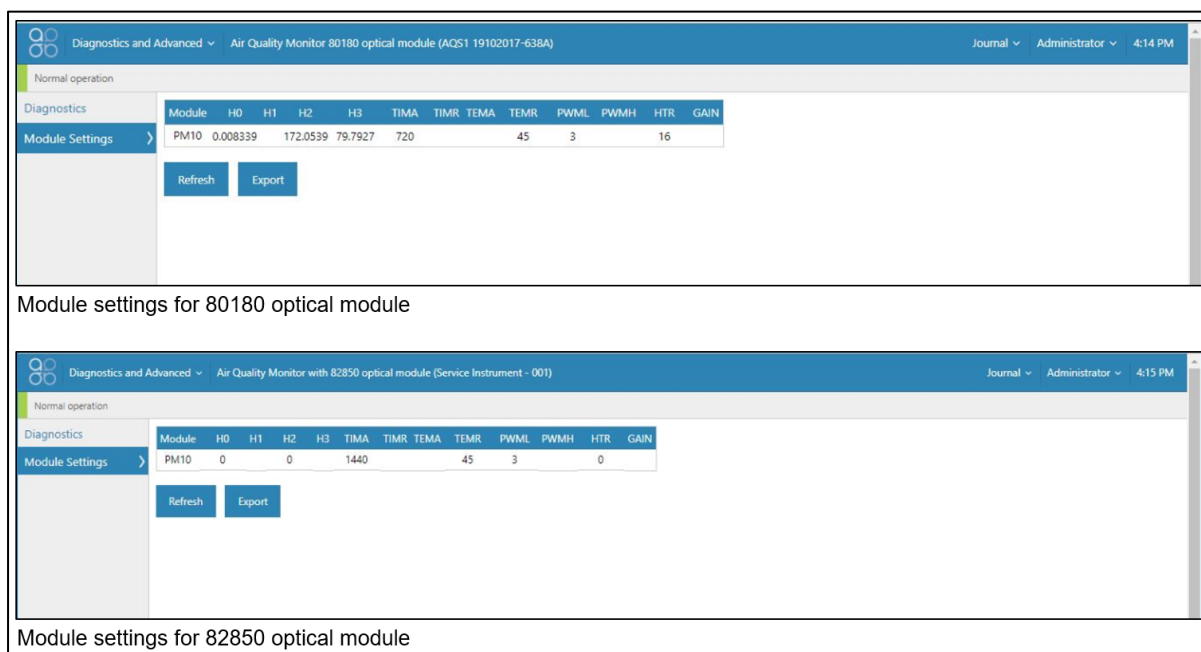 Diagnostics and Advanced Air Quality Monitor 80180 optical module (AQS1 19102017-638A) Journal Administrator 4:14 PM
Normal operation
Diagnostics
Module H0 H1 H2 H3 TIMA TIMR TEMA TEMR PWML PWMH HTR GAIN
Module Settings
PM10 0.008339 172.0539 79.7927 720 45 3 16
Refresh Export
Module settings for 80180 optical module
Diagnostics and Advanced Air Quality Monitor with 82850 optical module (Service Instrument - 001) Journal Administrator 4:15 PM
Normal operation
Diagnostics
Module H0 H1 H2 H3 TIMA TIMR TEMA TEMR PWML PWMH HTR GAIN
Module Settings
PM10 0 0 1440 45 3 0
Refresh Export
Module settings for 82850 optical module